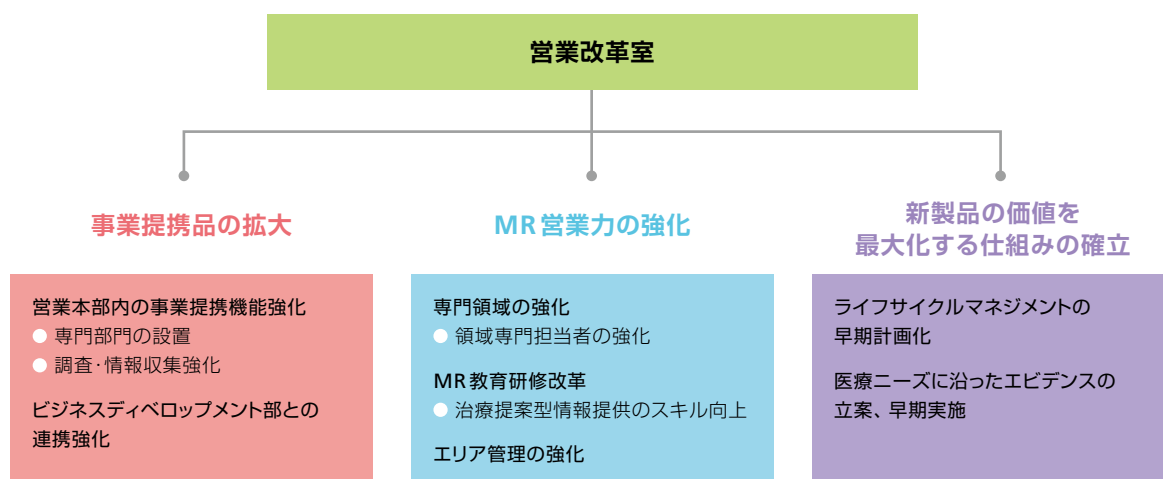 営業改革室
事業提携品の拡大
営業本部内の事業提携機能強化
● 専門部門の設置
● 調査・情報収集強化
ビジネスディベロップメント部との
連携強化
MR営業力の強化
専門領域の強化
● 領域専門担当者の強化
MR教育研修改革
● 治療提案型情報提供のスキル向上
エリア管理の強化
新製品の価値を
最大化する仕組みの確立
ライフサイクルマネジメントの
早期計画化
医療ニーズに沿ったエビデンスの
立案、早期実施